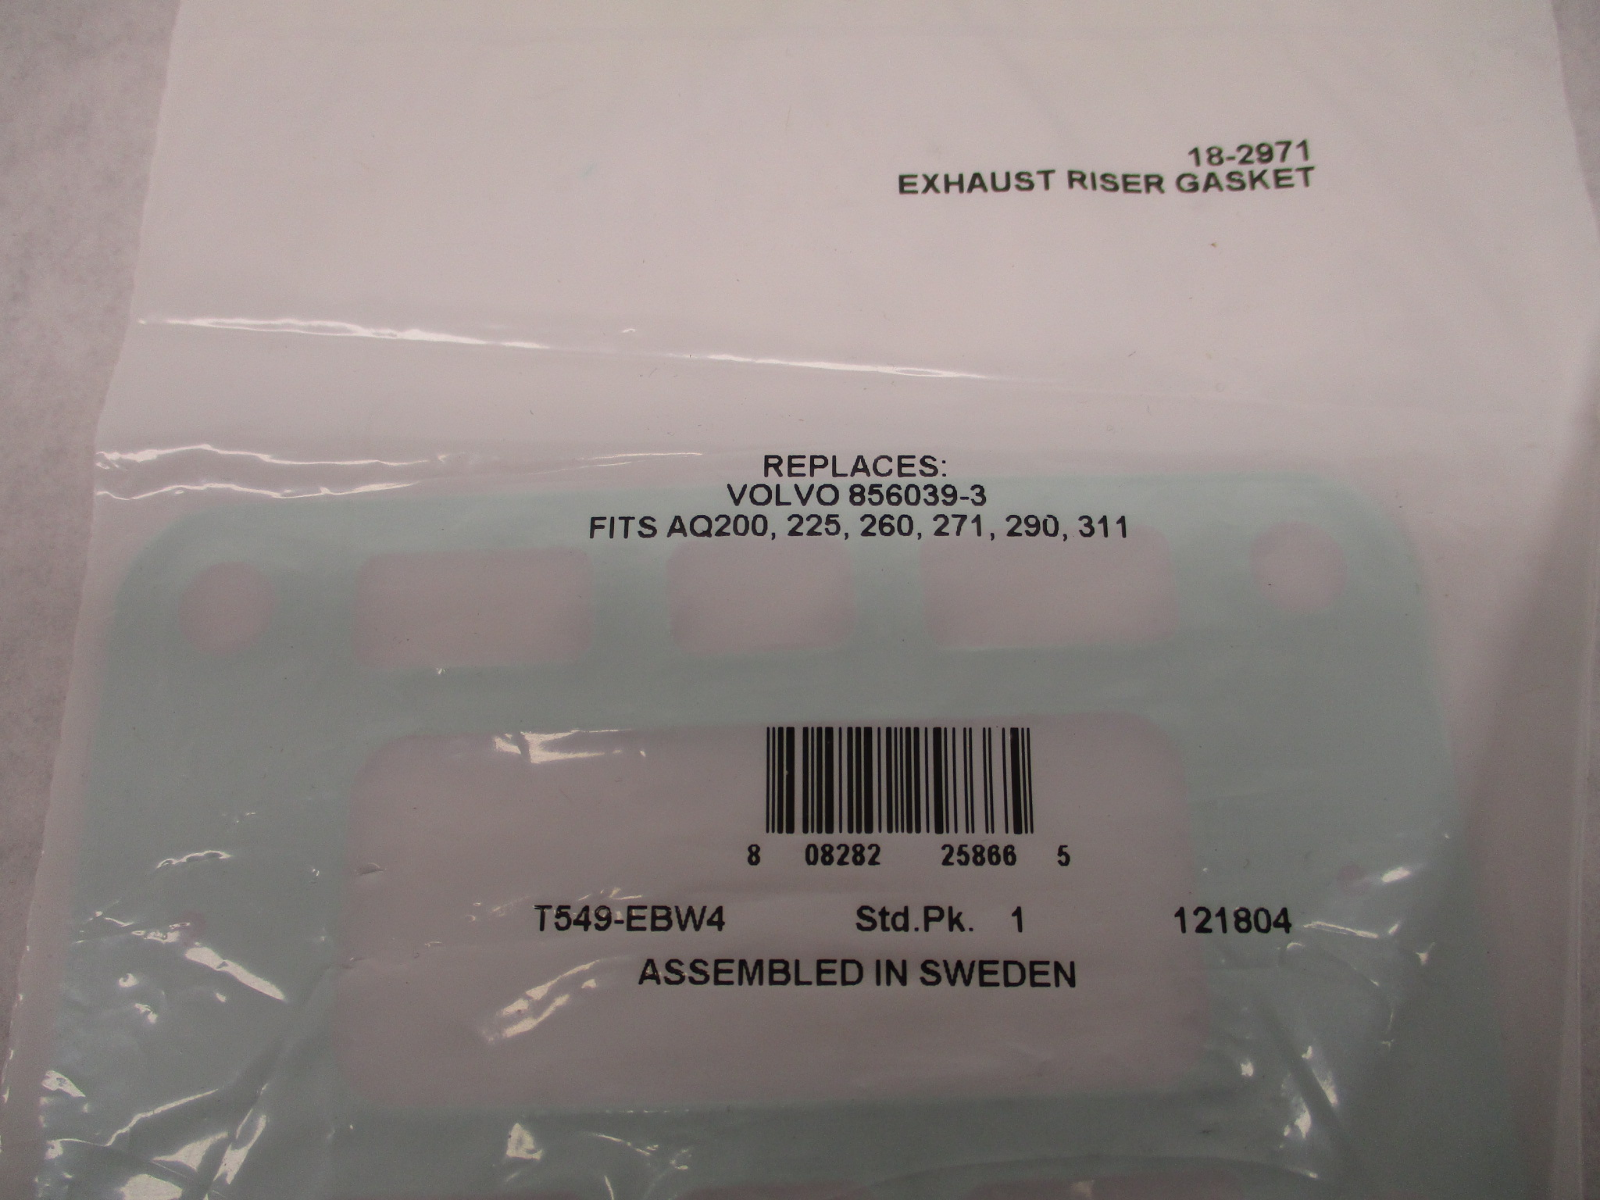 18-2971
EXHAUST RISER GASKET
REPLACES:
VOLVO 856039-3
FITS AQ200, 225, 260, 271, 290, 311
8 08282 25866 5
T549-EBW4 Std.Pk. 1 121804
ASSEMBLED IN SWEDEN